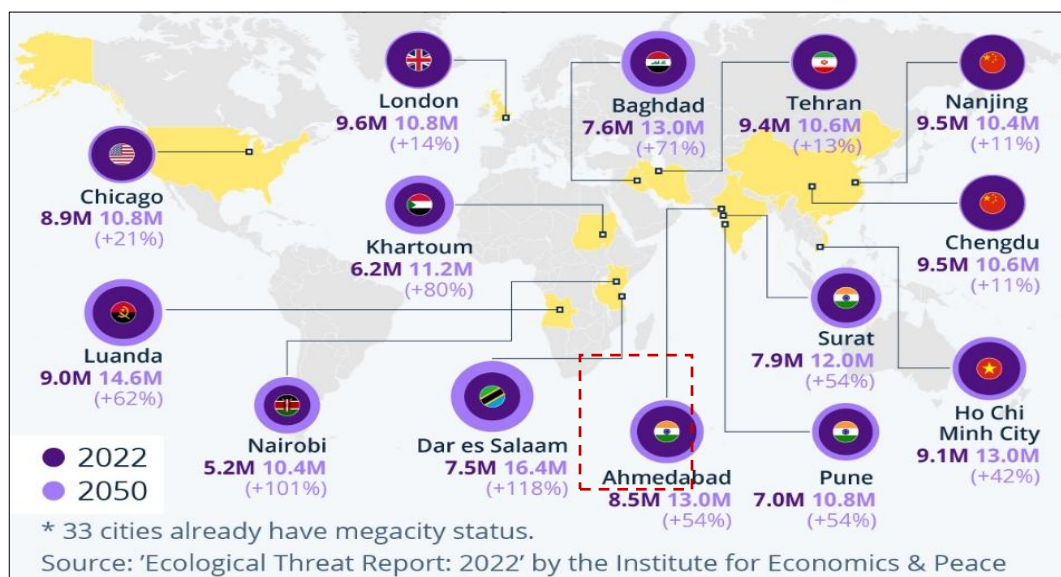 London
9.6M 10.8M
(+14%)
Baghdad
7.6M 13.0M
(+71%)
Tehran
9.4M 10.6M
(+13%)
Nanjing
9.5M 10.4M
(+11%)
Chicago
8.9M 10.8M
(+21%)
Khartoum
6.2M 11.2M
(+80%)
Chengdu
9.5M 10.6M
(+11%)
Luanda
9.0M 14.6M
(+62%)
Surat
7.9M 12.0M
(+54%)
Nairobi
5.2M 10.4M
(+101%)
Dar es Salaam
7.5M 16.4M
(+118%)
Ahmedabad
8.5M 13.0M
(+54%)
Pune
7.0M 10.8M
(+54%)
Ho Chi
Minh City
9.1M 13.0M
(+42%)
2022
2050
* 33 cities already have megacity status.
Source: 'Ecological Threat Report: 2022' by the Institute for Economics & Peace